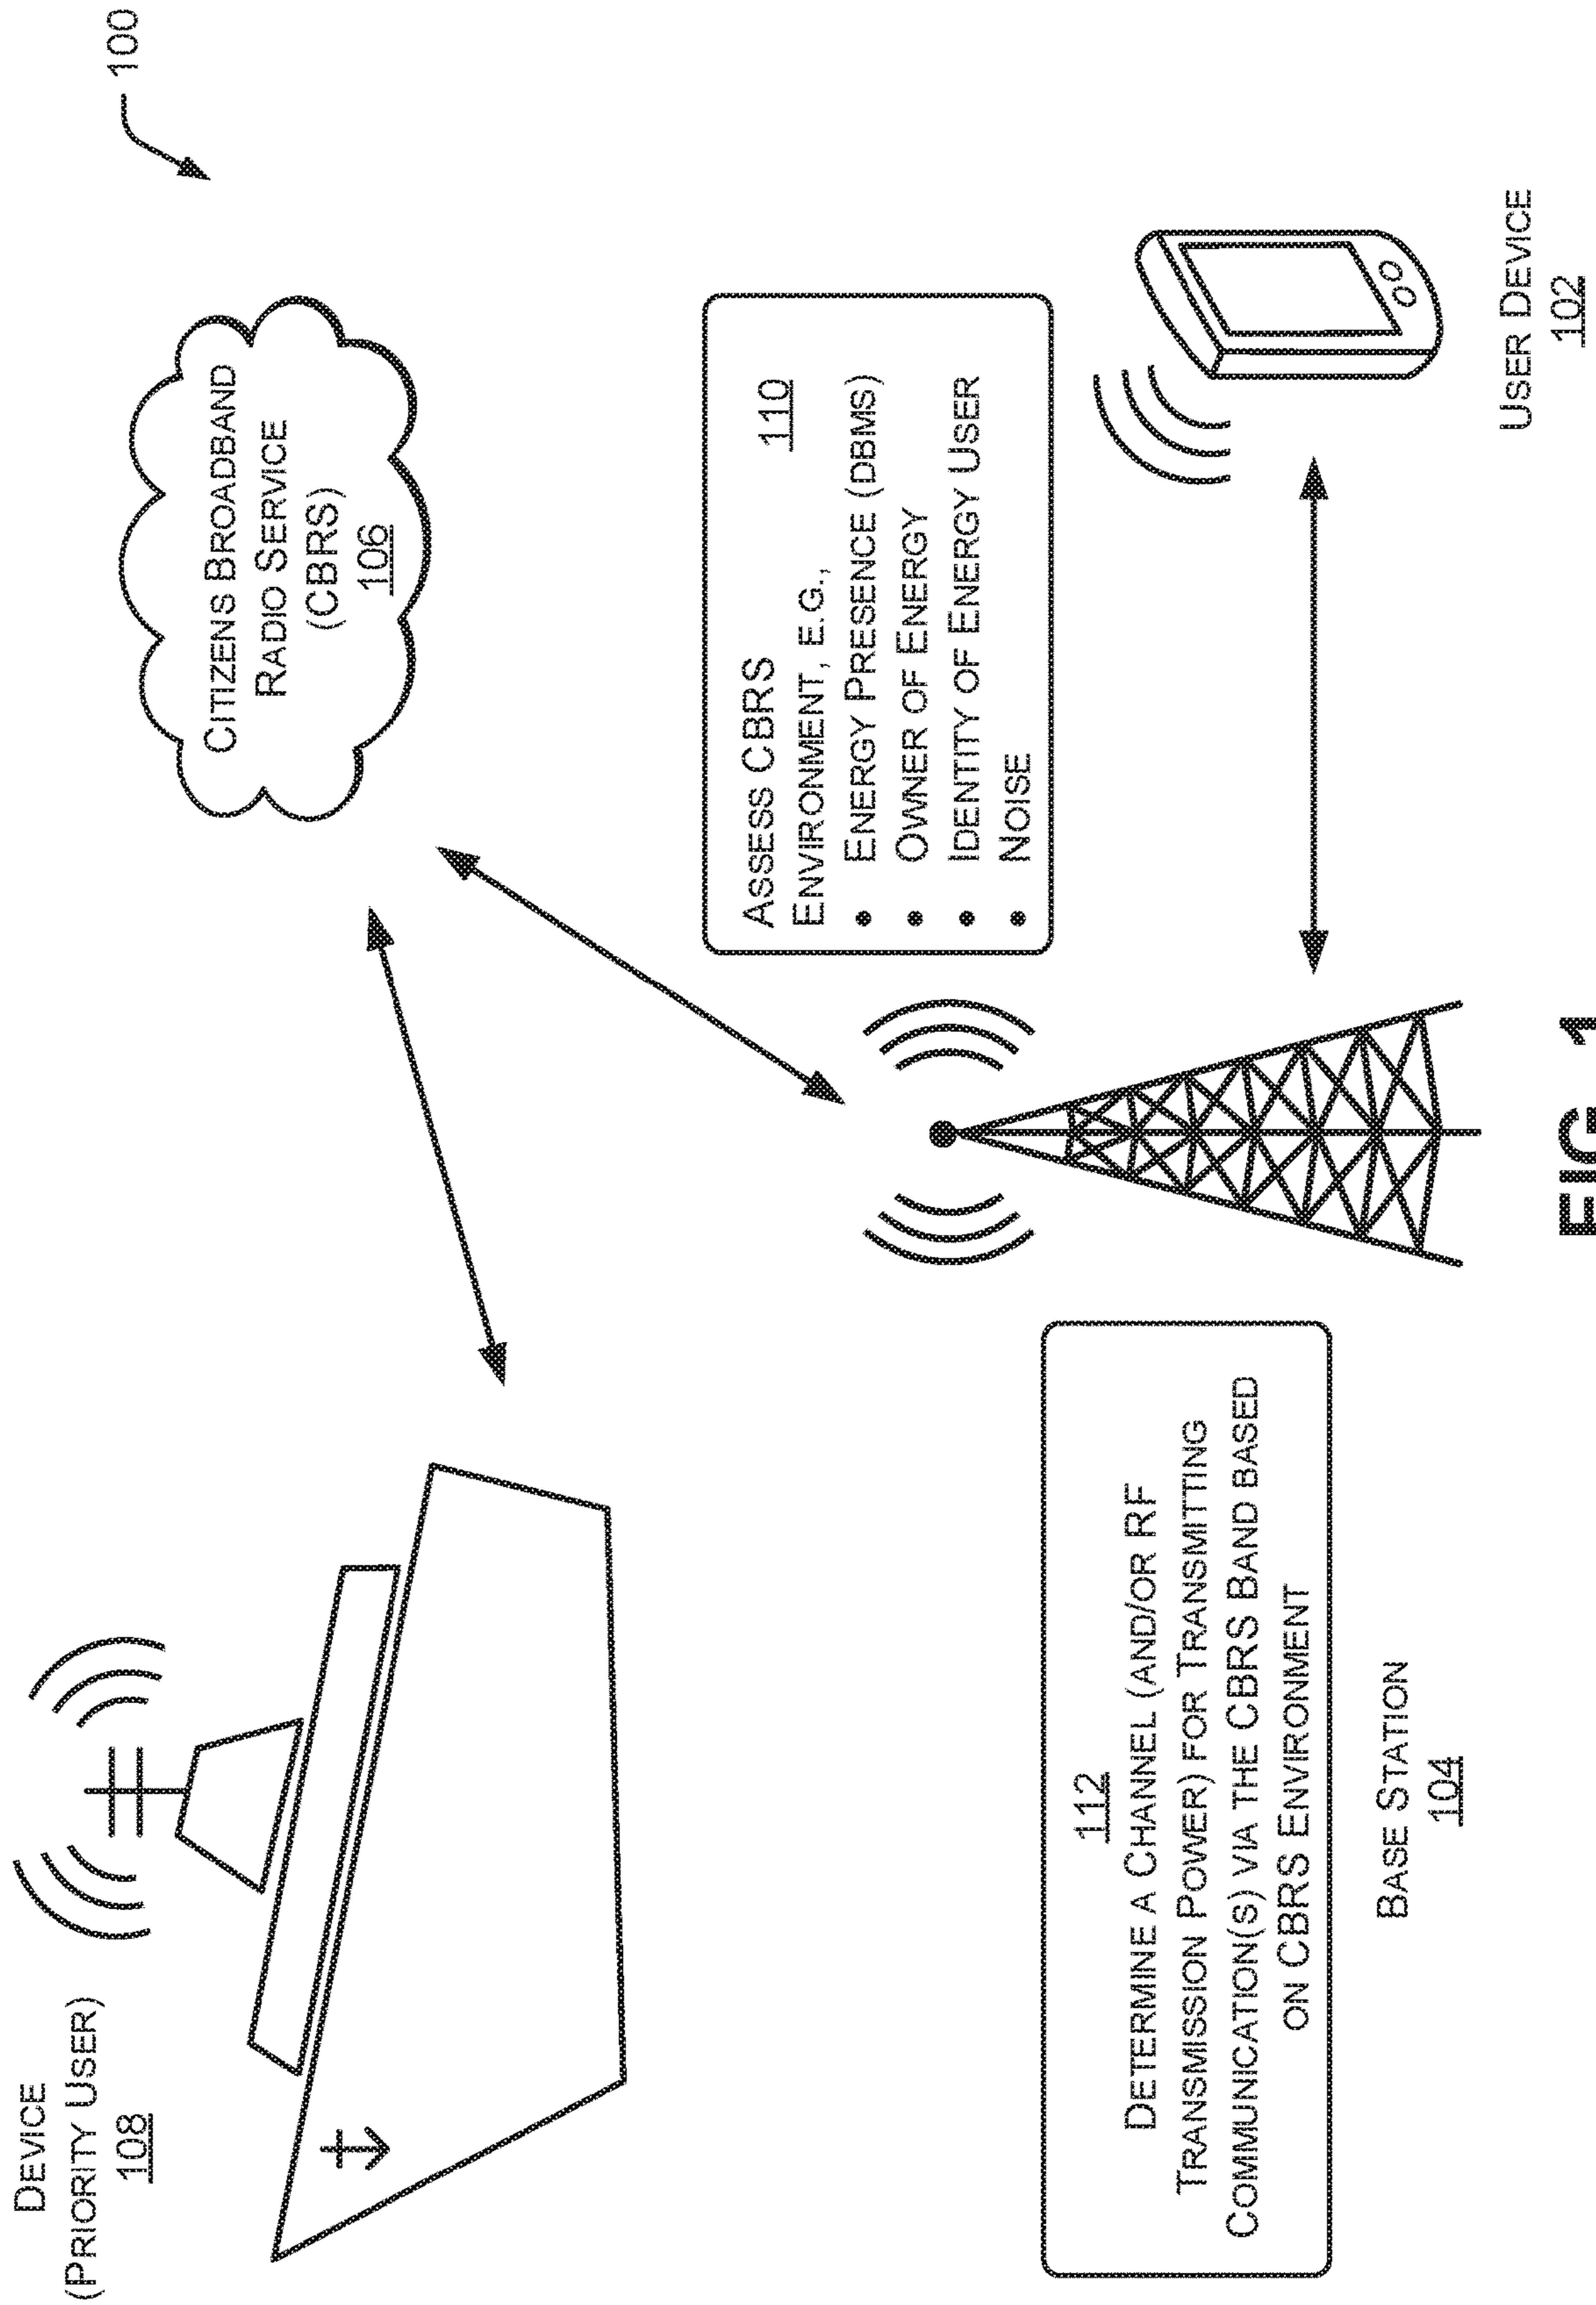 100
DEVICE
(PRIORITY USER)
108
CITIZENS BROADBAND
RADIO SERVICE
(CBRS)
106
ASSESS CBRS 110
ENVIRONMENT, E.G.,
• ENERGY PRESENCE (DBMS)
• OWNER OF ENERGY
• IDENTITY OF ENERGY USER
• NOISE
112
DETERMINE A CHANNEL (AND/OR RF
TRANSMISSION POWER) FOR TRANSMITTING
COMMUNICATION(S) VIA THE CBRS BAND BASED
ON CBRS ENVIRONMENT
BASE STATION
104
USER DEVICE
102
FIG. 1